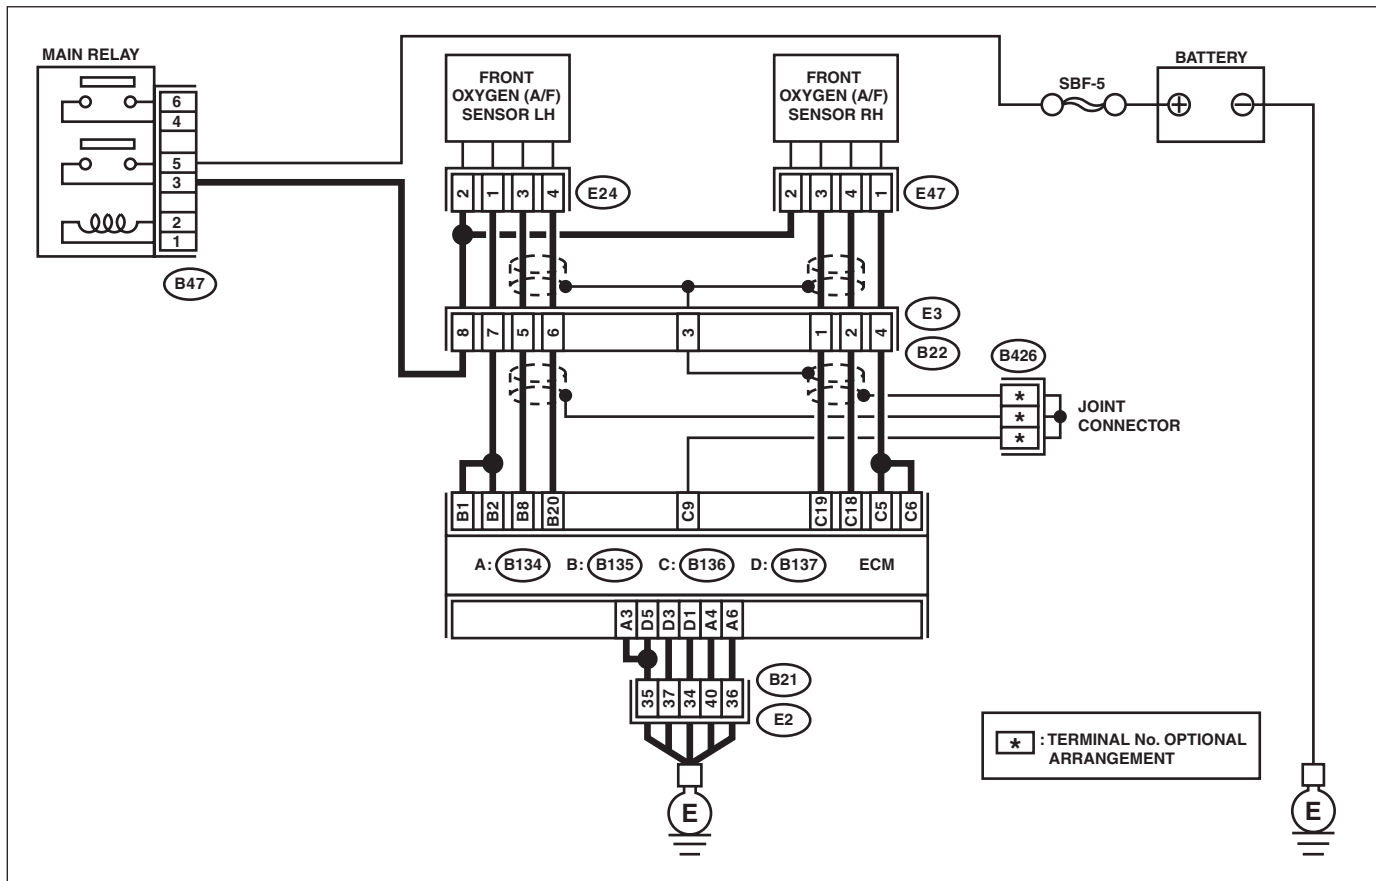 MAIN RELAY
6
4
5
3
2
1
B47
FRONT
OXYGEN (A/F)
SENSOR LH
FRONT
OXYGEN (A/F)
SENSOR RH
SBF-5
BATTERY
+
−
2 1 3 4
E24
2 3 4 1
E47
8 7 5 6 3 1 2 4
E3
B22
B426
*
*
*
JOINT
CONNECTOR
B1 B2 B8 B20 C9 C19 C18 C5 C6
A: B134 B: B135 C: B136 D: B137 ECM
A3 D5 D3 D1 A4 A6
35 37 34 40 36
B21
E2
E
* : TERMINAL No. OPTIONAL
ARRANGEMENT
E